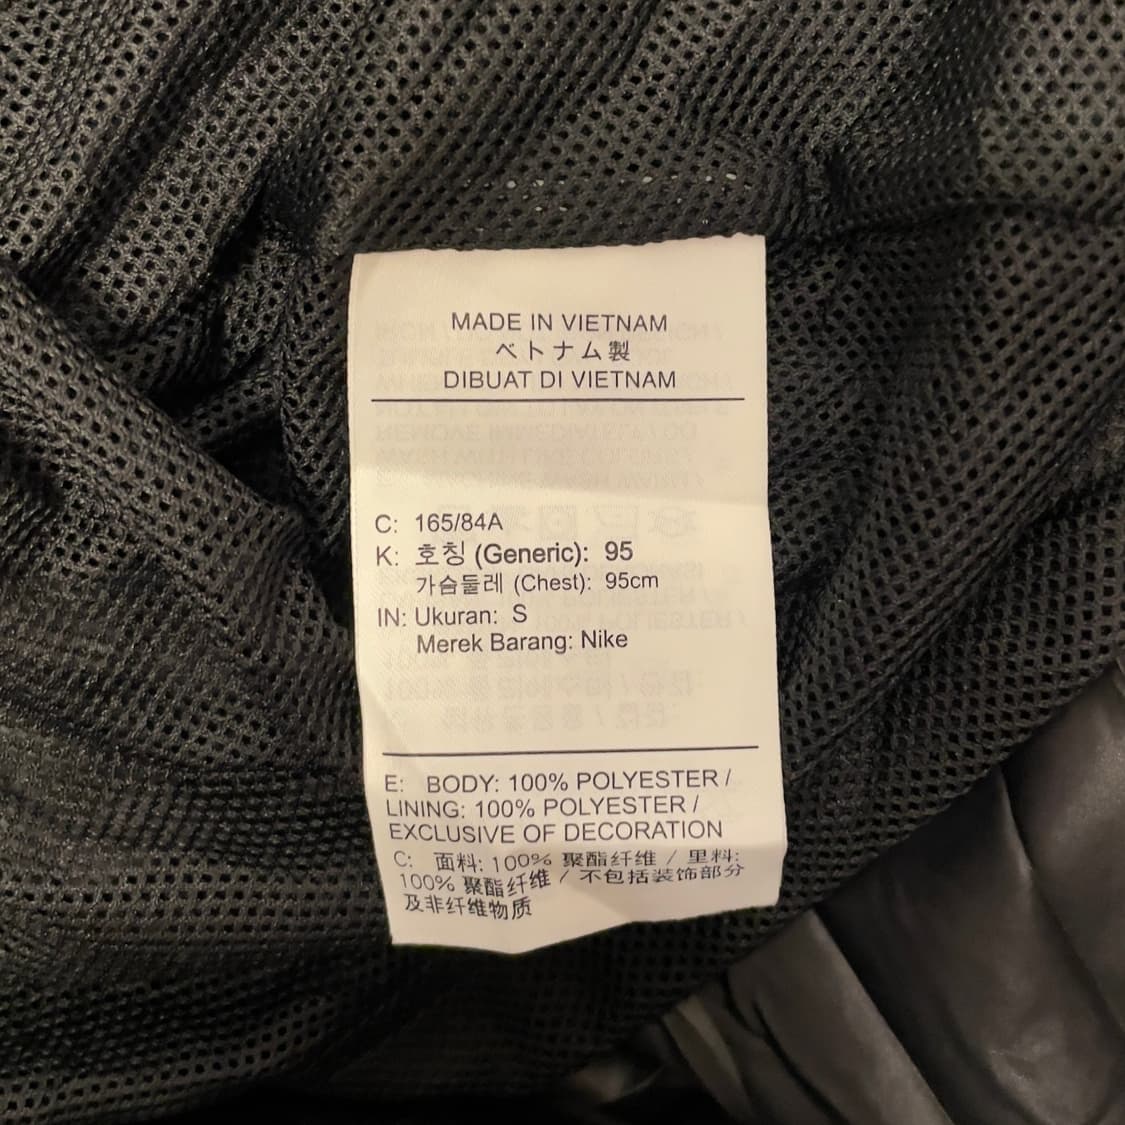 MADE IN VIETNAM
ベトナム製
DIBUAT DI VIETNAM
C: 165/84A
K: 호칭 (Generic): 95
가슴둘레 (Chest): 95cm
IN: Ukuran: S
Merek Barang: Nike
E: BODY: 100% POLYESTER /
LINING: 100% POLYESTER /
EXCLUSIVE OF DECORATION
C: 面料: 100% 聚酯纤维 / 里料:
100% 聚酯纤维 / 不包括装饰部分
及非纤维物质